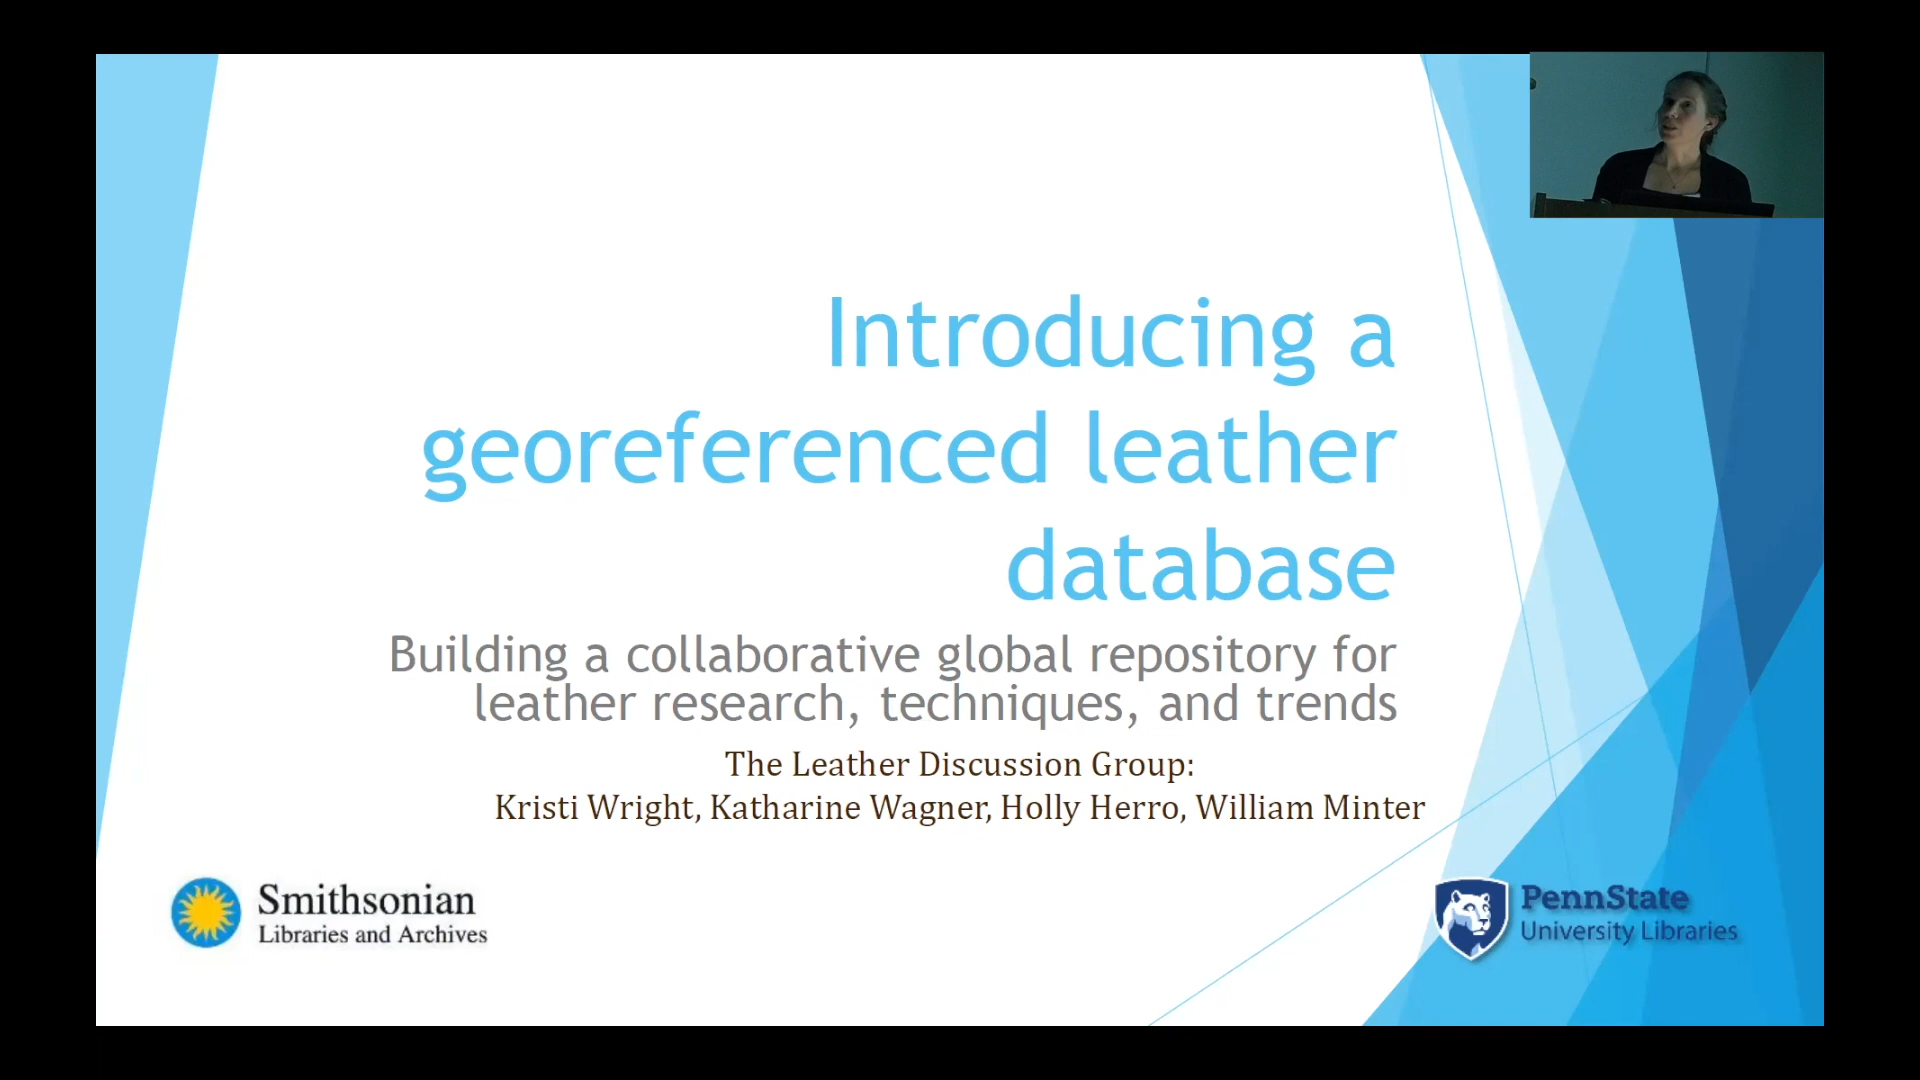 Introducing a
georeferenced leather
database
Building a collaborative global repository for
leather research, techniques, and trends
The Leather Discussion Group:
Kristi Wright, Katharine Wagner, Holly Herro, William Minter
Smithsonian
Libraries and Archives
PennState
University Libraries